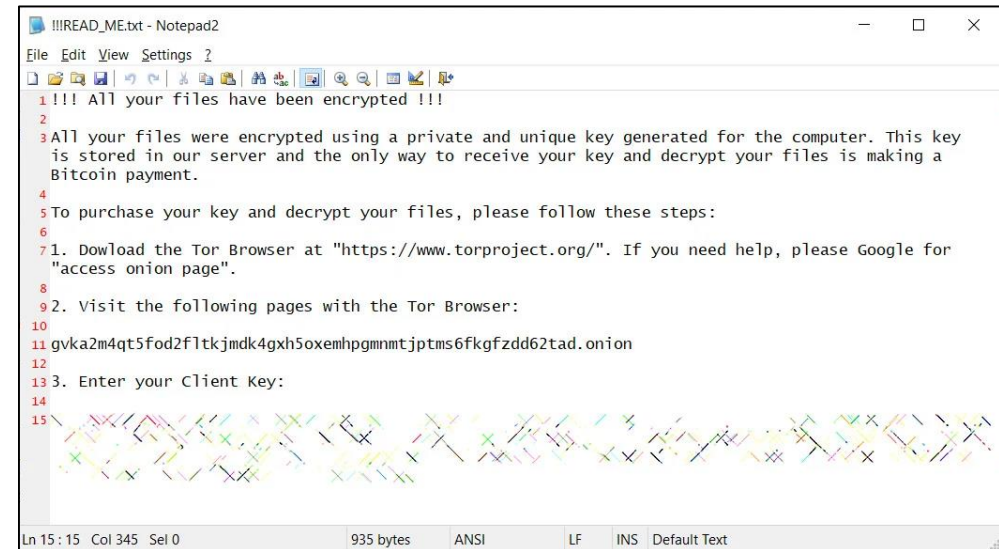 !!!READ_ME.txt - Notepad2
File Edit View Settings ?
1 !!! All your files have been encrypted !!!
2
3 All your files were encrypted using a private and unique key generated for the computer. This key
is stored in our server and the only way to receive your key and decrypt your files is making a
Bitcoin payment.
4
5 To purchase your key and decrypt your files, please follow these steps:
6
7 1. Dowload the Tor Browser at "https://www.torproject.org/". If you need help, please Google for
"access onion page".
8
9 2. Visit the following pages with the Tor Browser:
10
11 gvka2m4qt5fod2fltkjmdk4gxh5oxemhpgmnmtjptms6fkgfzdd62tad.onion
12
13 3. Enter your Client Key:
14
15
Ln 15 : 15 Col 345 Sel 0 935 bytes ANSI LF INS Default Text